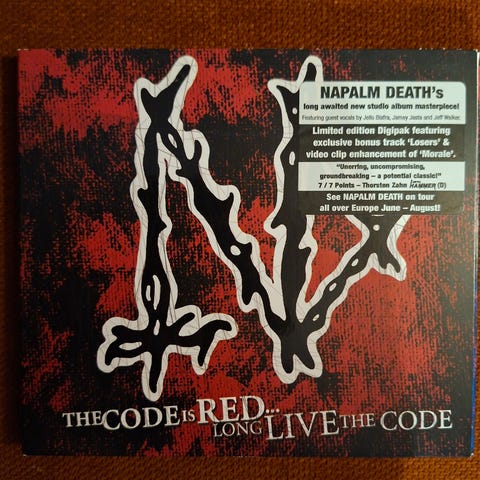 NAPALM DEATH's
long awaited new studio album masterpiece!
Featuring guest vocals by Jello Biafra, Jamey Jasta and Jeff Walker.
Limited edition Digipak featuring
exclusive bonus track 'Losers' &
video clip enhancement of 'Morale'.
"Unerring, uncompromising,
groundbreaking – a potential classic!"
7 / 7 Points – Thorsten Zahn HAMMER (D)
See NAPALM DEATH on tour
all over Europe June – August!
ND
THE CODE IS RED...
LONG LIVE THE CODE